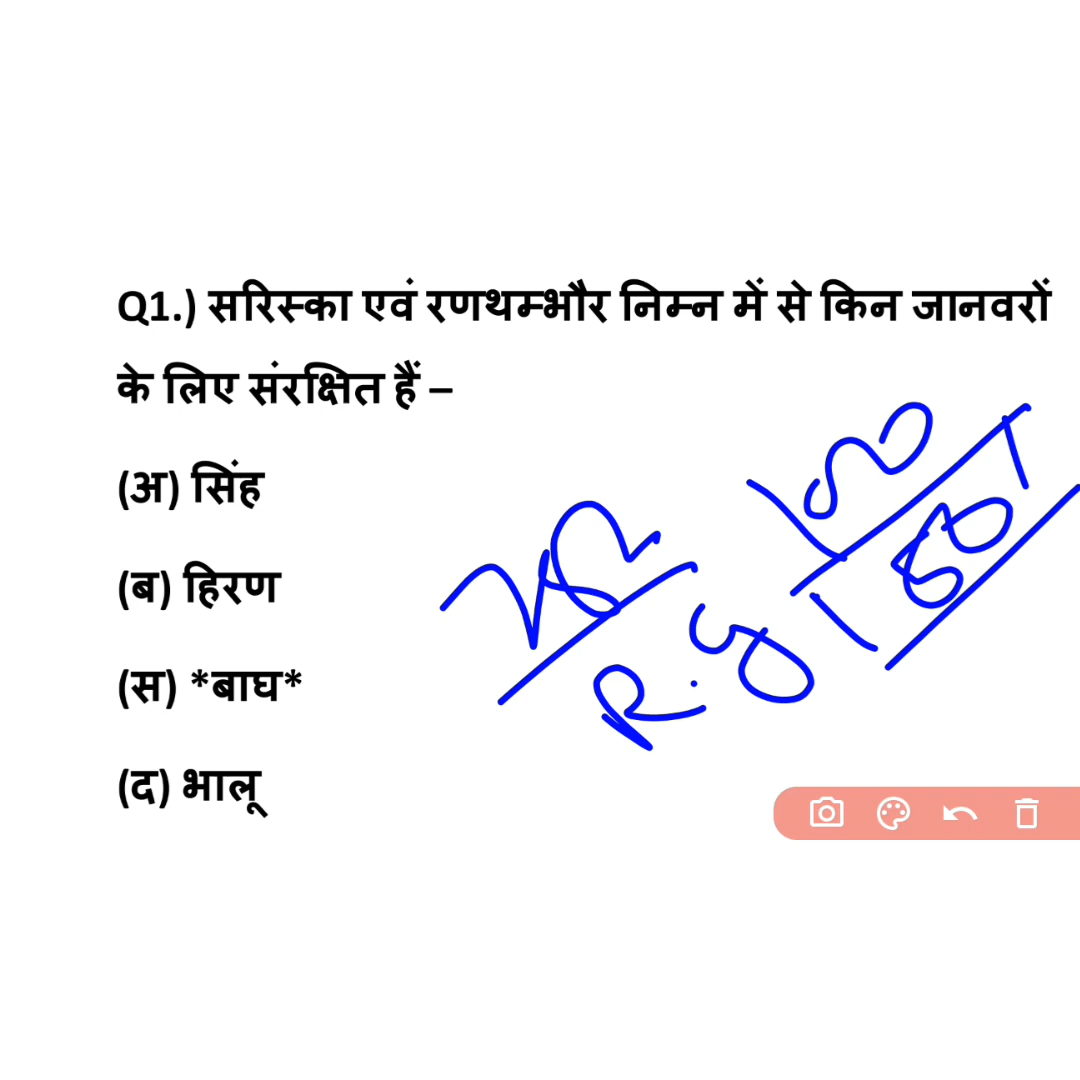 Q1.) सरिस्का एवं रणथम्भौर निम्न में से किन जानवरों
के लिए संरक्षित हैं –
(अ) सिंह
(ब) हिरण
(स) *बाघ*
(द) भालू